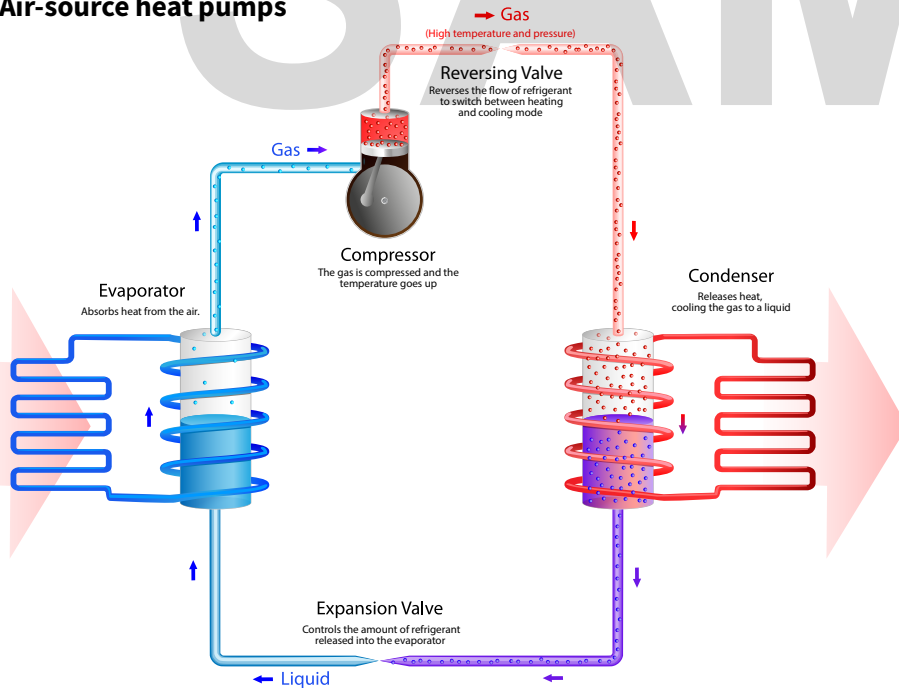 Air-source heat pumps
Gas
(High temperature and pressure)
Reversing Valve
Reverses the flow of refrigerant
to switch between heating
and cooling mode
Gas
Compressor
The gas is compressed and the
temperature goes up
Evaporator
Absorbs heat from the air.
Condenser
Releases heat,
cooling the gas to a liquid
Expansion Valve
Controls the amount of refrigerant
released into the evaporator
Liquid